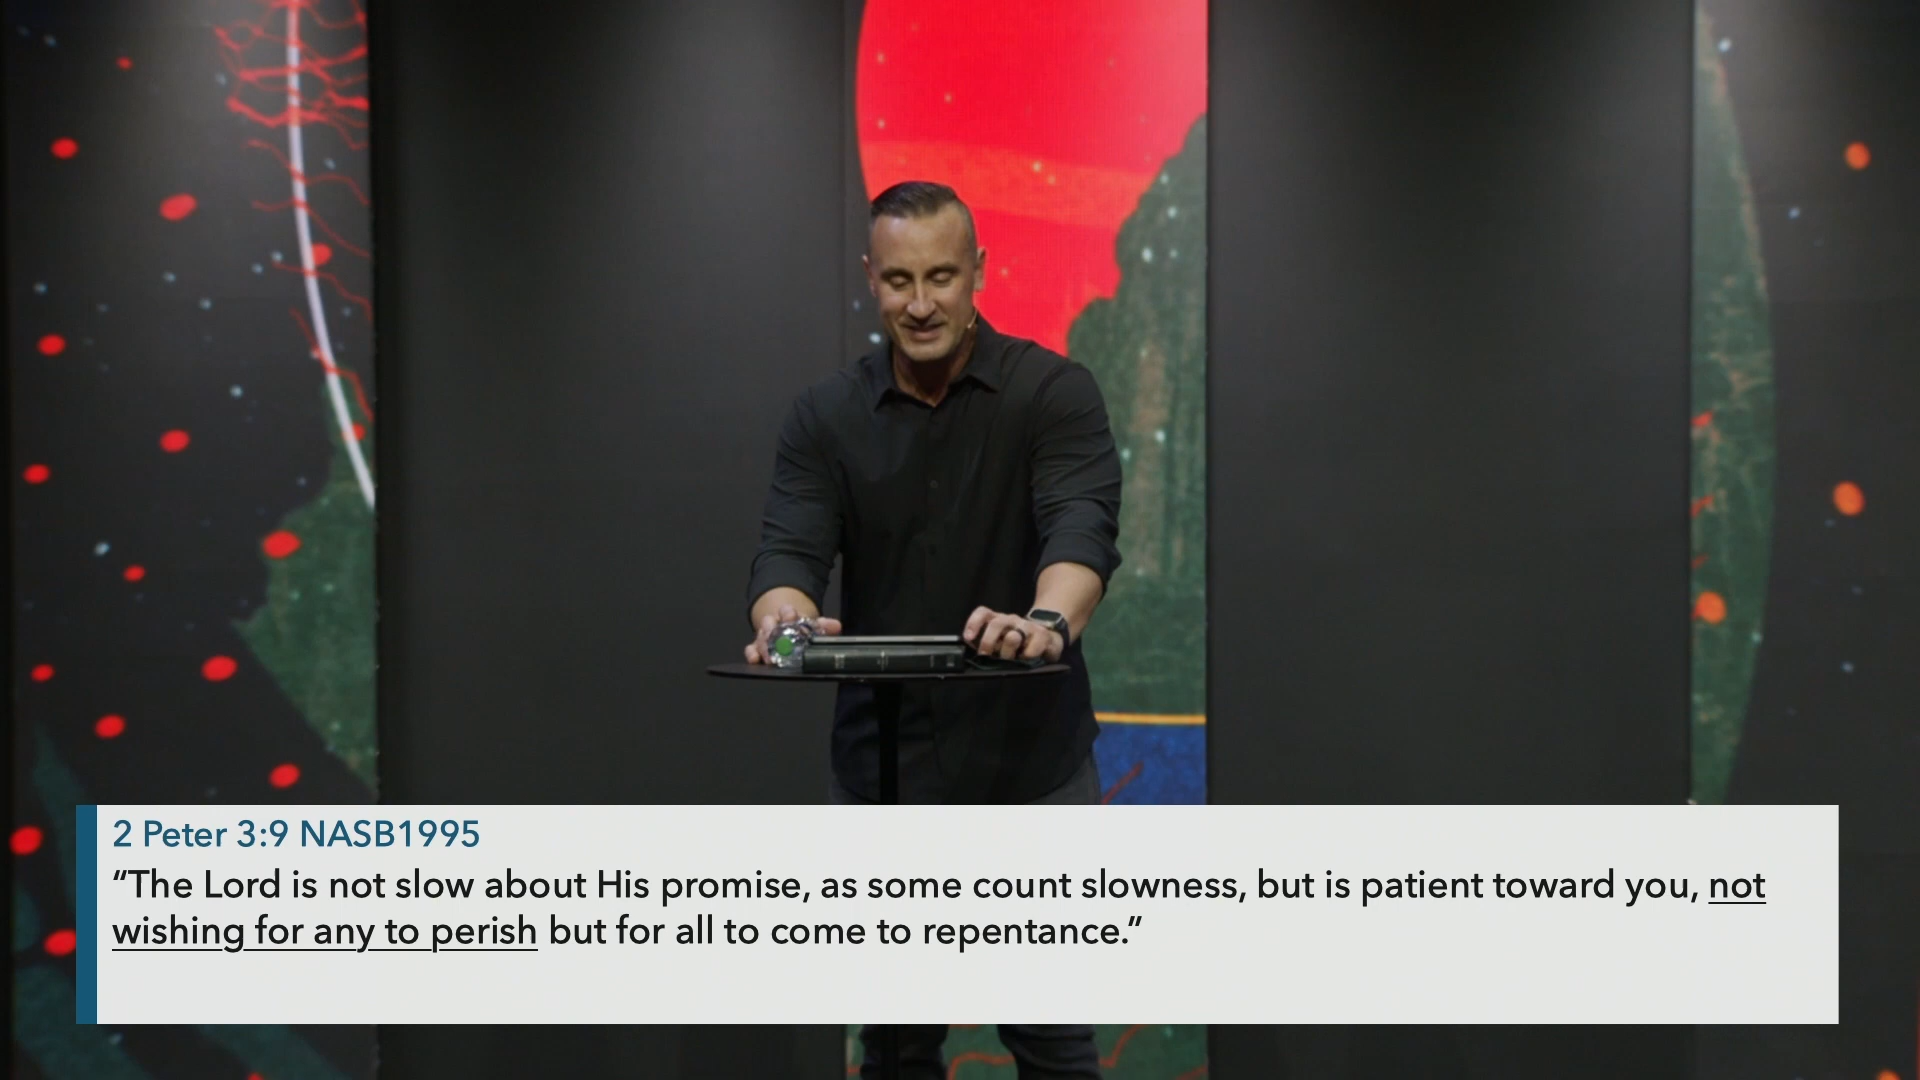 2 Peter 3:9 NASB1995
“The Lord is not slow about His promise, as some count slowness, but is patient toward you, not
wishing for any to perish but for all to come to repentance.”